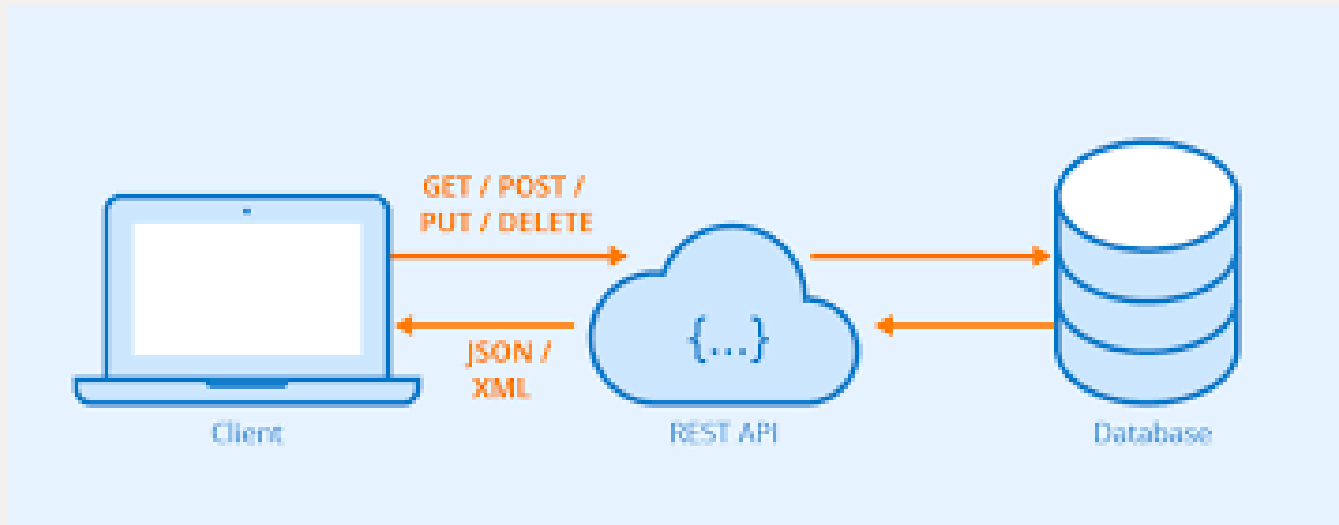 GET / POST /
PUT / DELETE
{...}
JSON /
XML
Client
REST API
Database